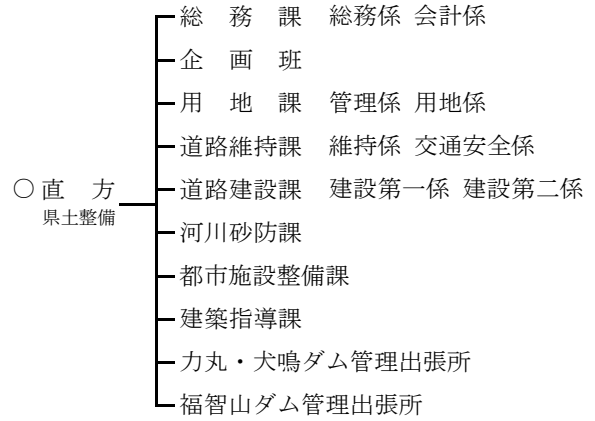 総務課 総務係 会計係
企画班
用地課 管理係 用地係
道路維持課 維持係 交通安全係
○直方 道路建設課 建設第一係 建設第二係
県土整備
河川砂防課
都市施設整備課
建築指導課
力丸・犬鳴ダム管理出張所
福智山ダム管理出張所